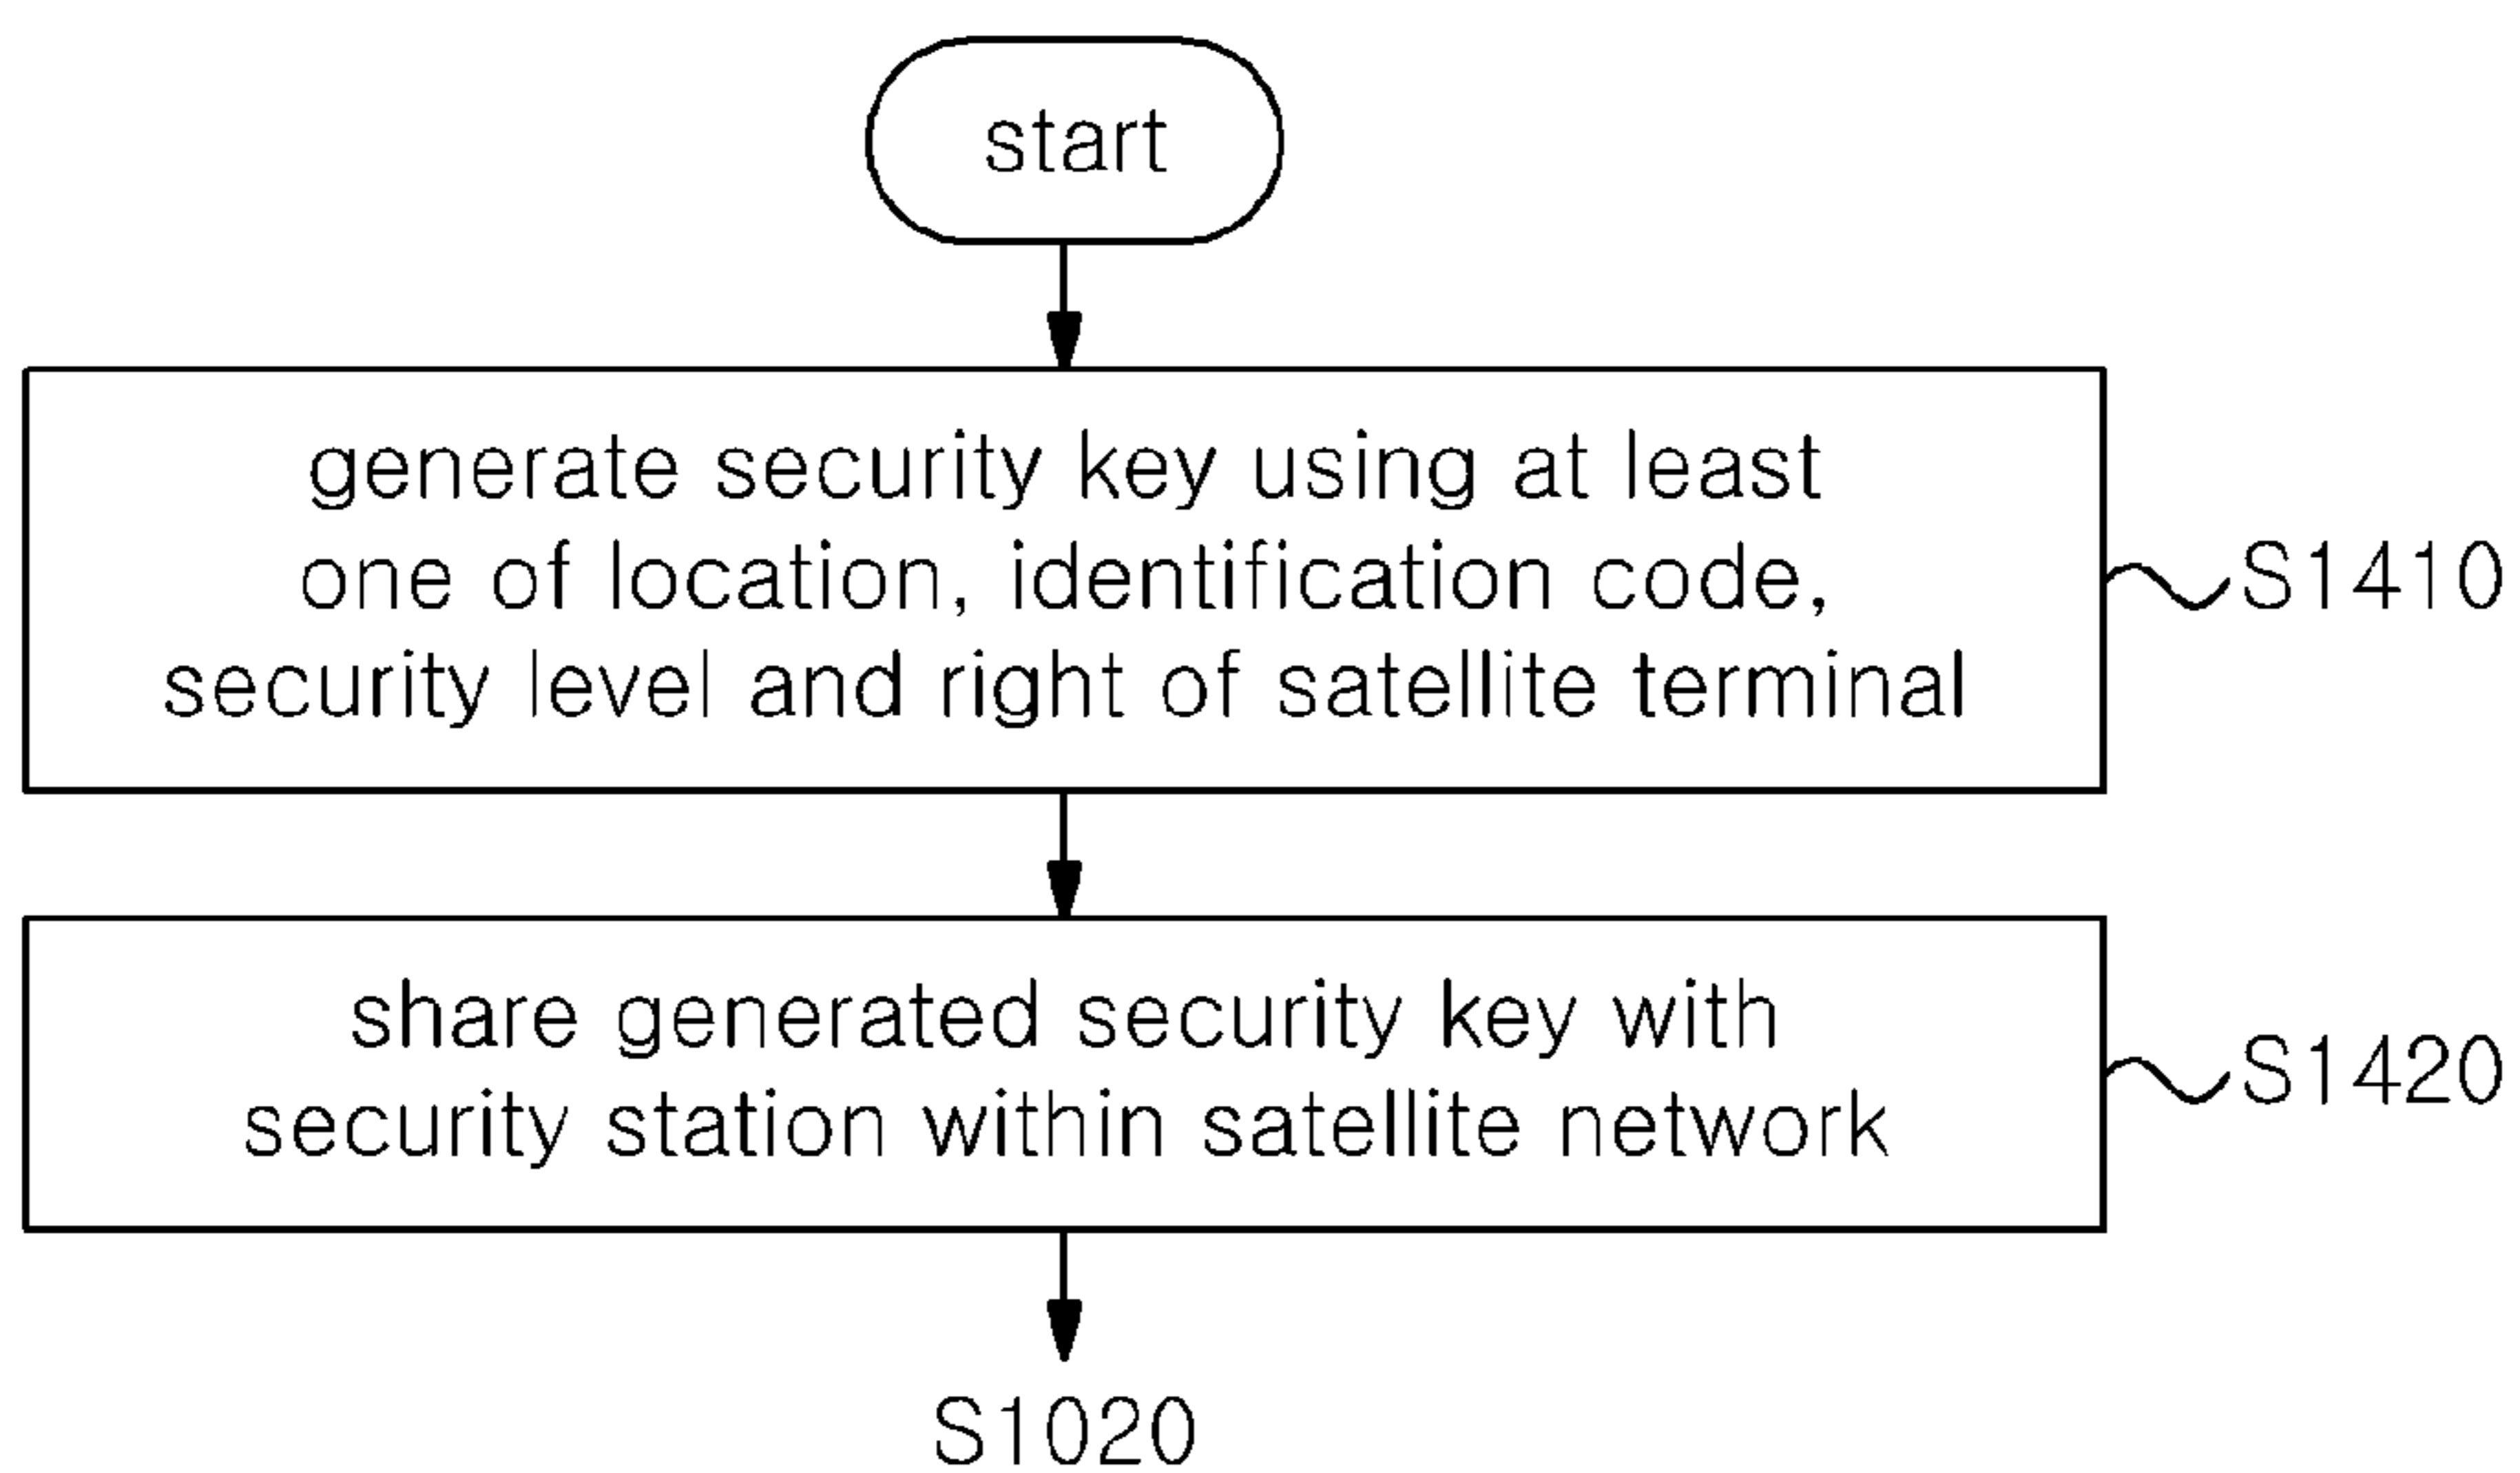 start
generate security key using at least
one of location, identification code,
security level and right of satellite terminal
S1410
share generated security key with
security station within satellite network
S1420
S1020